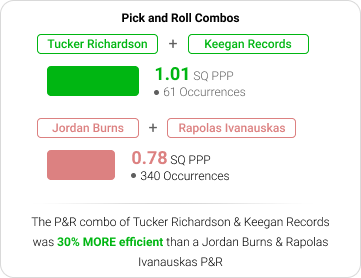 Pick and Roll Combos
Tucker Richardson + Keegan Records
1.01 SQ PPP
● 61 Occurrences
Jordan Burns + Rapolas Ivanauskas
0.78 SQ PPP
● 340 Occurrences
The P&R combo of Tucker Richardson & Keegan Records
was 30% MORE efficient than a Jordan Burns & Rapolas
Ivanauskas P&R